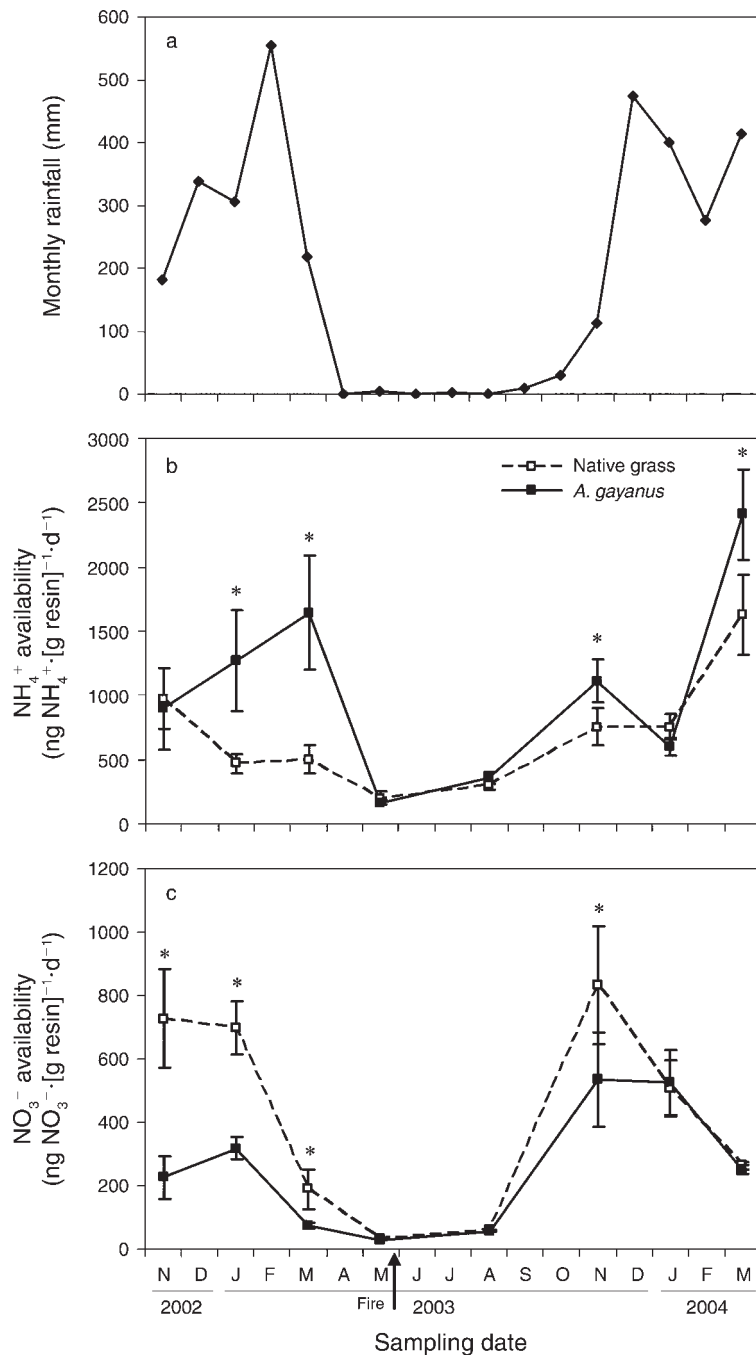 a
600
500
400
300
200
100
0
Monthly rainfall (mm)
b
3000
2500
2000
1500
1000
500
0
NH₄⁺ availability
(ng NH₄⁺·[g resin]⁻¹·d⁻¹)
Native grass
A. gayanus
*
*
*
*
c
1200
1000
800
600
400
200
0
NO₃⁻ availability
(ng NO₃⁻·[g resin]⁻¹·d⁻¹)
*
*
*
*
N D J F M A M J J A S O N D J F M
2002 Fire 2003 2004
Sampling date